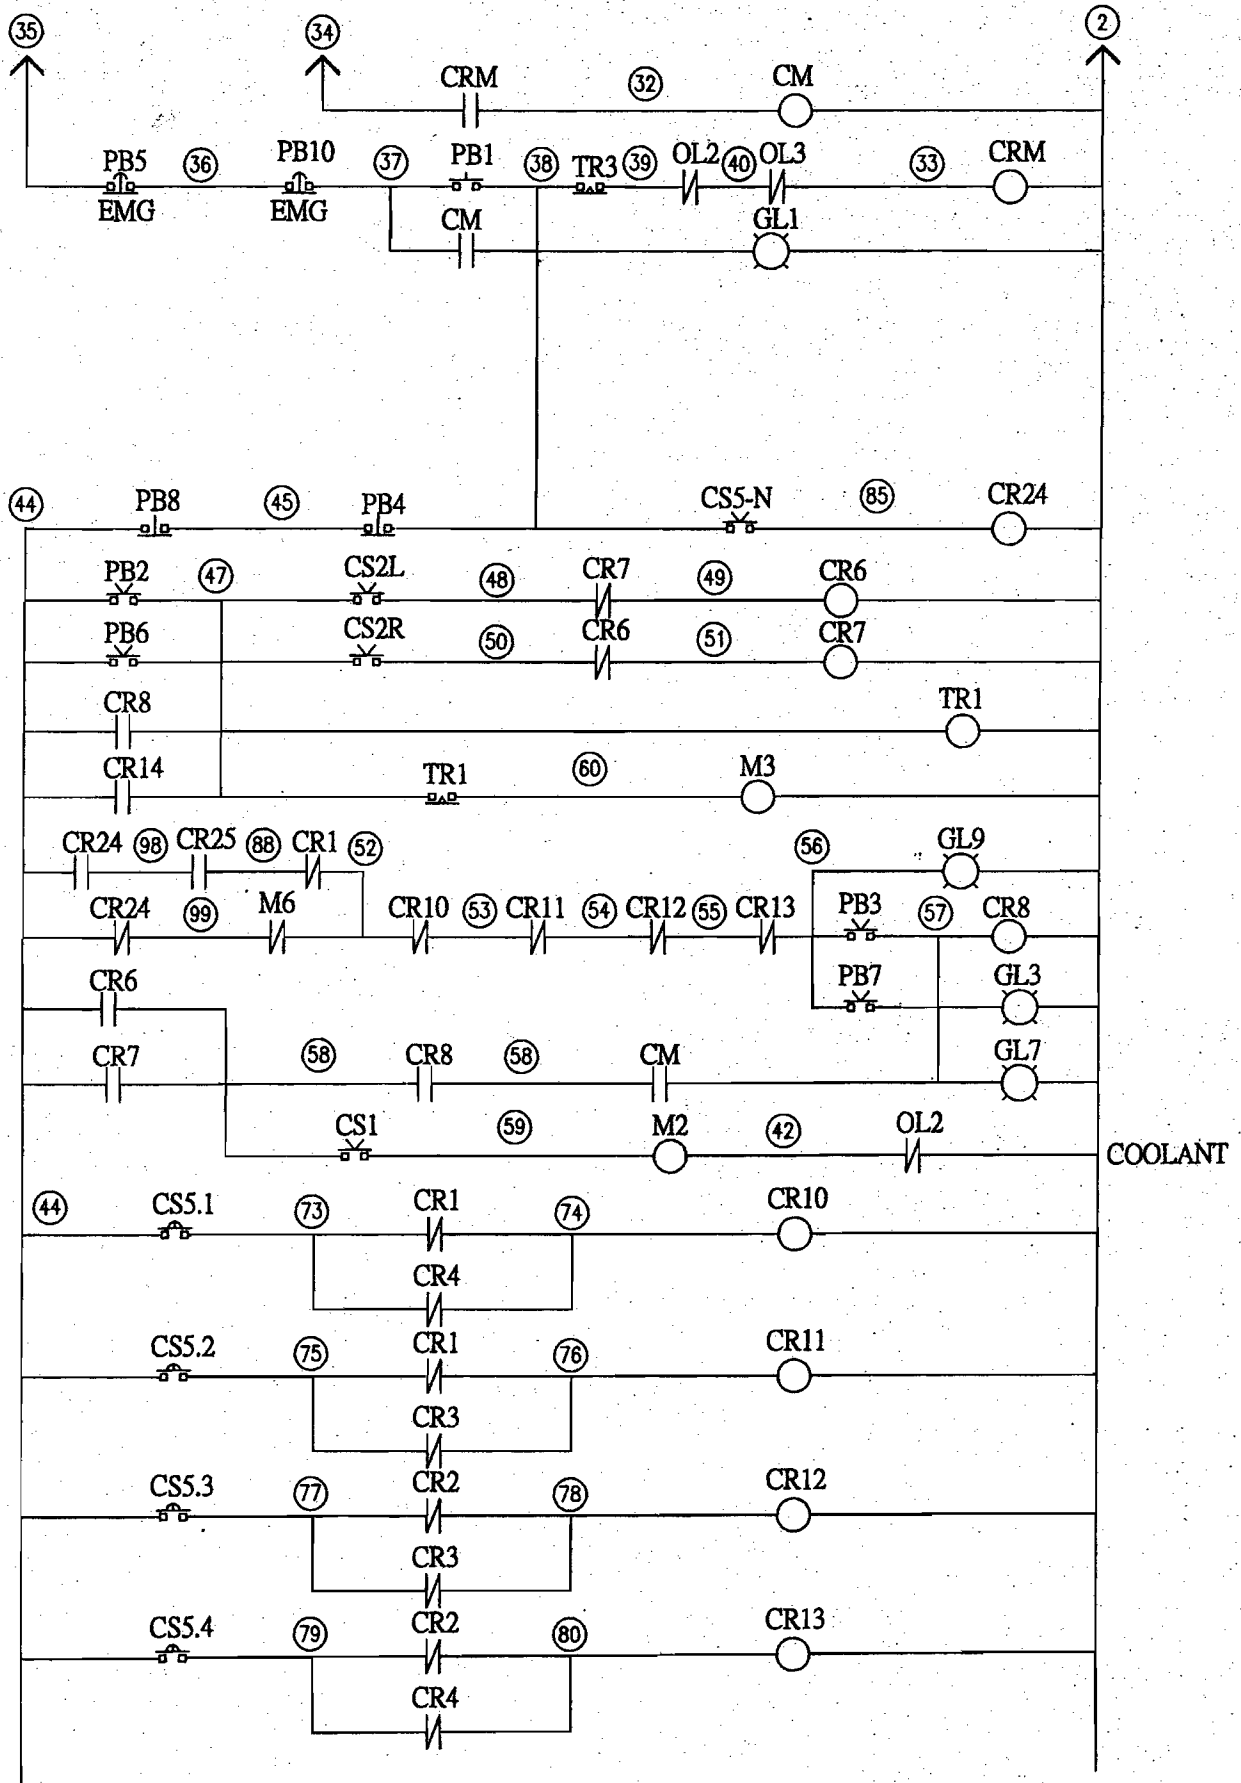 35 34 2
CRM 32 CM
PB5 36 PB10 37 PB1 38 TR3 39 OL2 40 OL3 33 CRM
EMG EMG CM GL1
44 PB8 45 PB4 CS5-N 85 CR24
PB2 47 CS2L 48 CR7 49 CR6
PB6 CS2R 50 CR6 51 CR7
CR8 TR1
CR14 TR1 60 M3
CR24 98 CR25 88 CR1 52 56 GL9
CR24 99 M6 CR10 53 CR11 54 CR12 55 CR13 PB3 57 CR8
CR6 PB7 GL3
CR7 58 CR8 58 CM GL7
CS1 59 M2 42 OL2
COOLANT
44 CS5.1 73 CR1 74 CR10
CR4
CS5.2 75 CR1 76 CR11
CR3
CS5.3 77 CR2 78 CR12
CR3
CS5.4 79 CR2 80 CR13
CR4